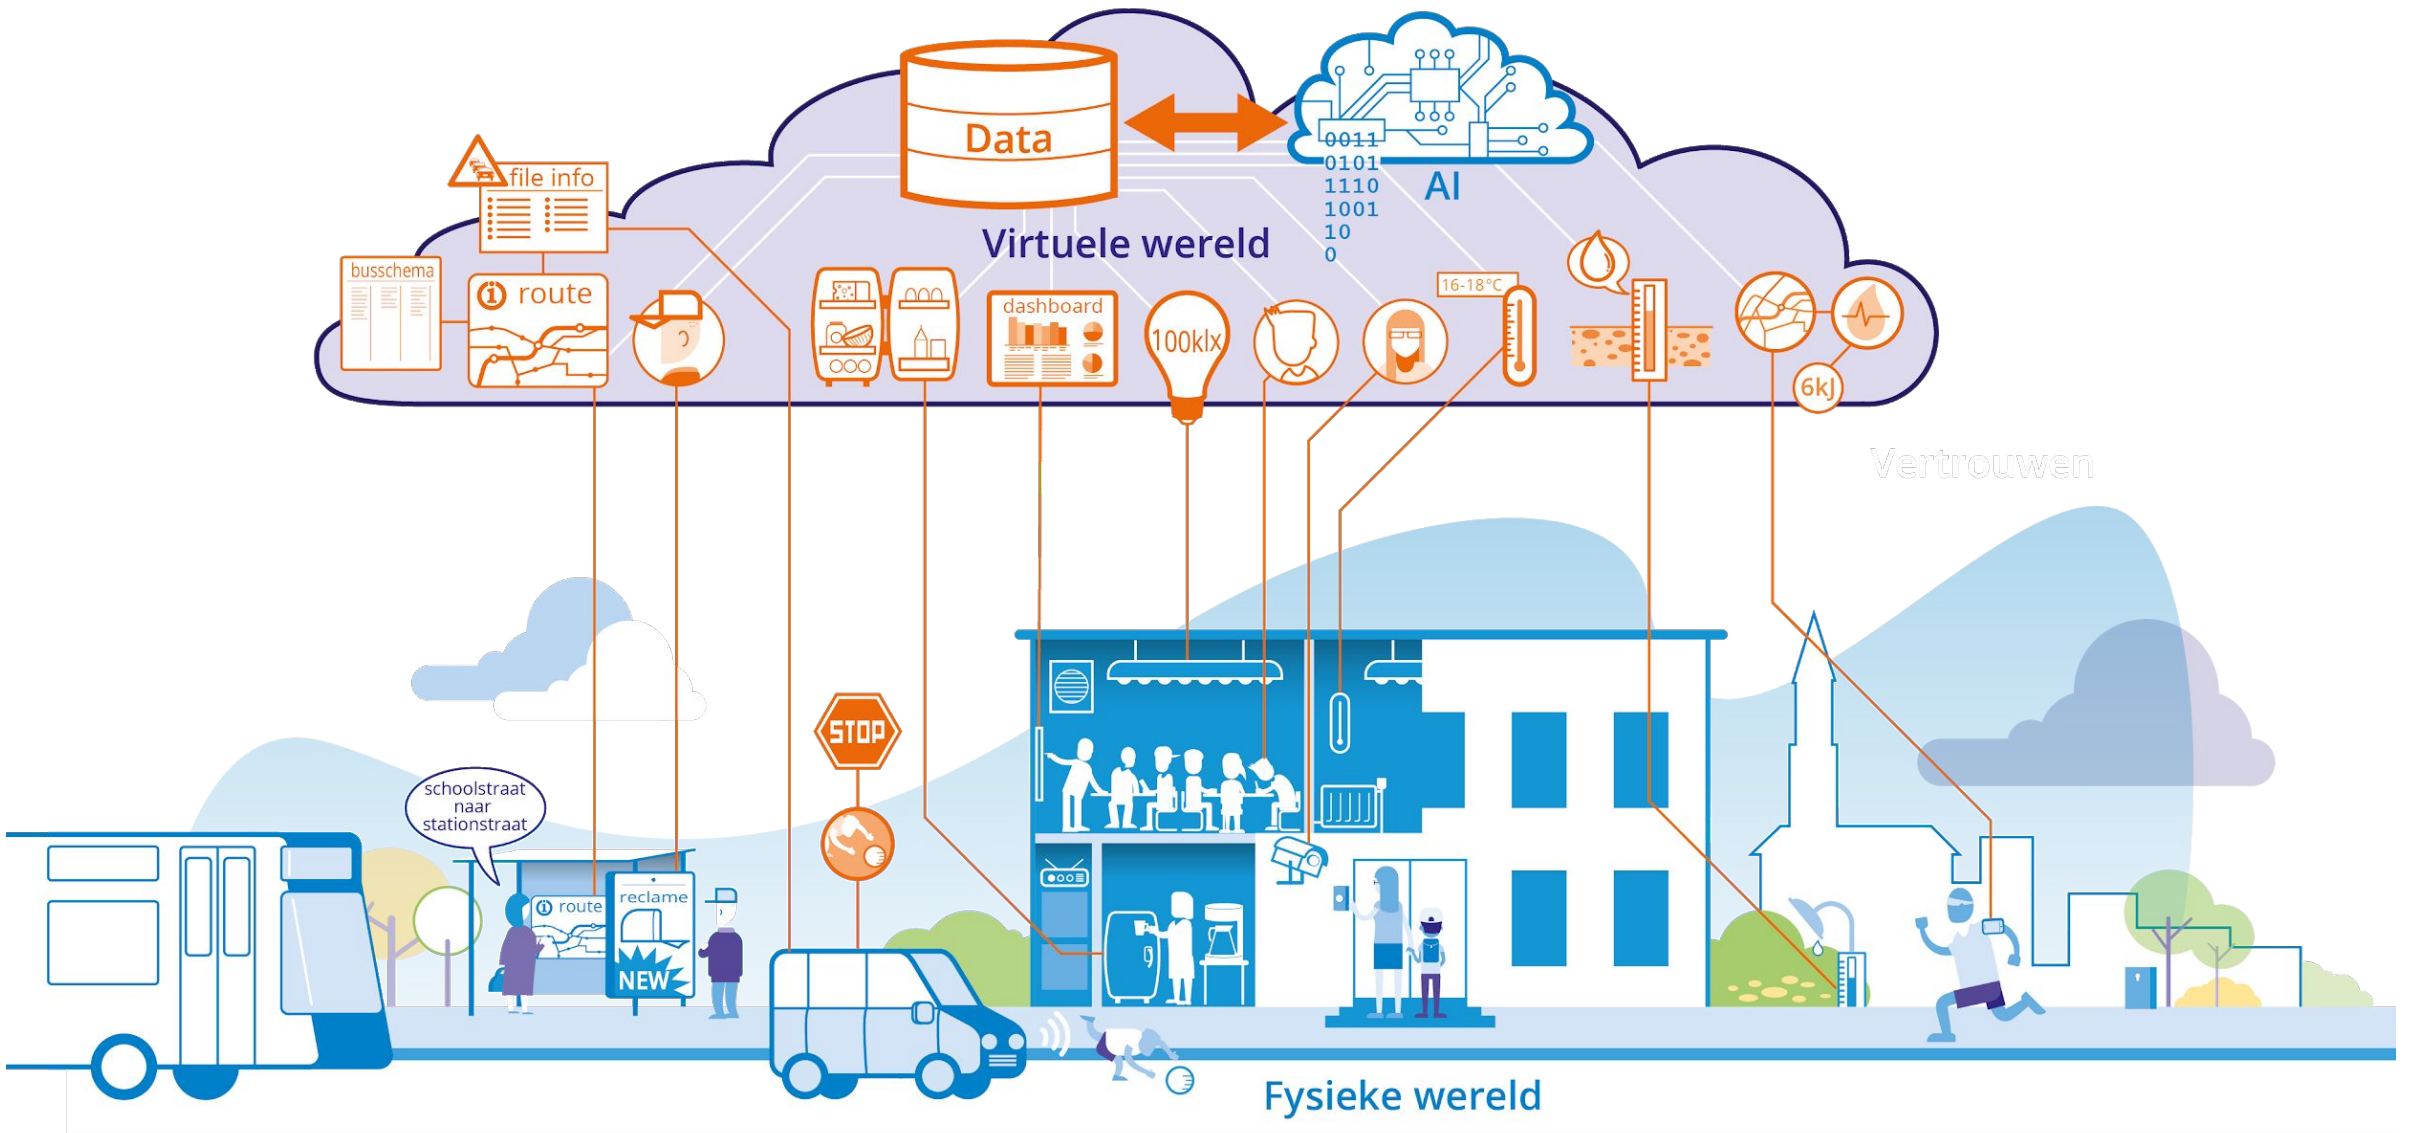 Data
0011
0101
1110
1001
10
0
AI
Virtuele wereld
file info
busschema
route
dashboard
100klx
16-18°C
6kJ
Vertrouwen
STOP
schoolstraat
naar
stationstraat
route
reclame
NEW
Fysieke wereld